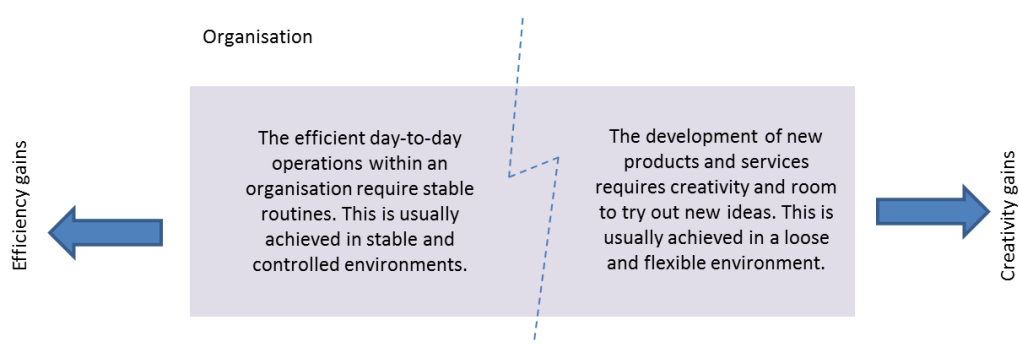 Organisation
Efficiency gains
The efficient day-to-day
operations within an
organisation require stable
routines. This is usually
achieved in stable and
controlled environments.
The development of new
products and services
requires creativity and room
to try out new ideas. This is
usually achieved in a loose
and flexible environment.
Creativity gains